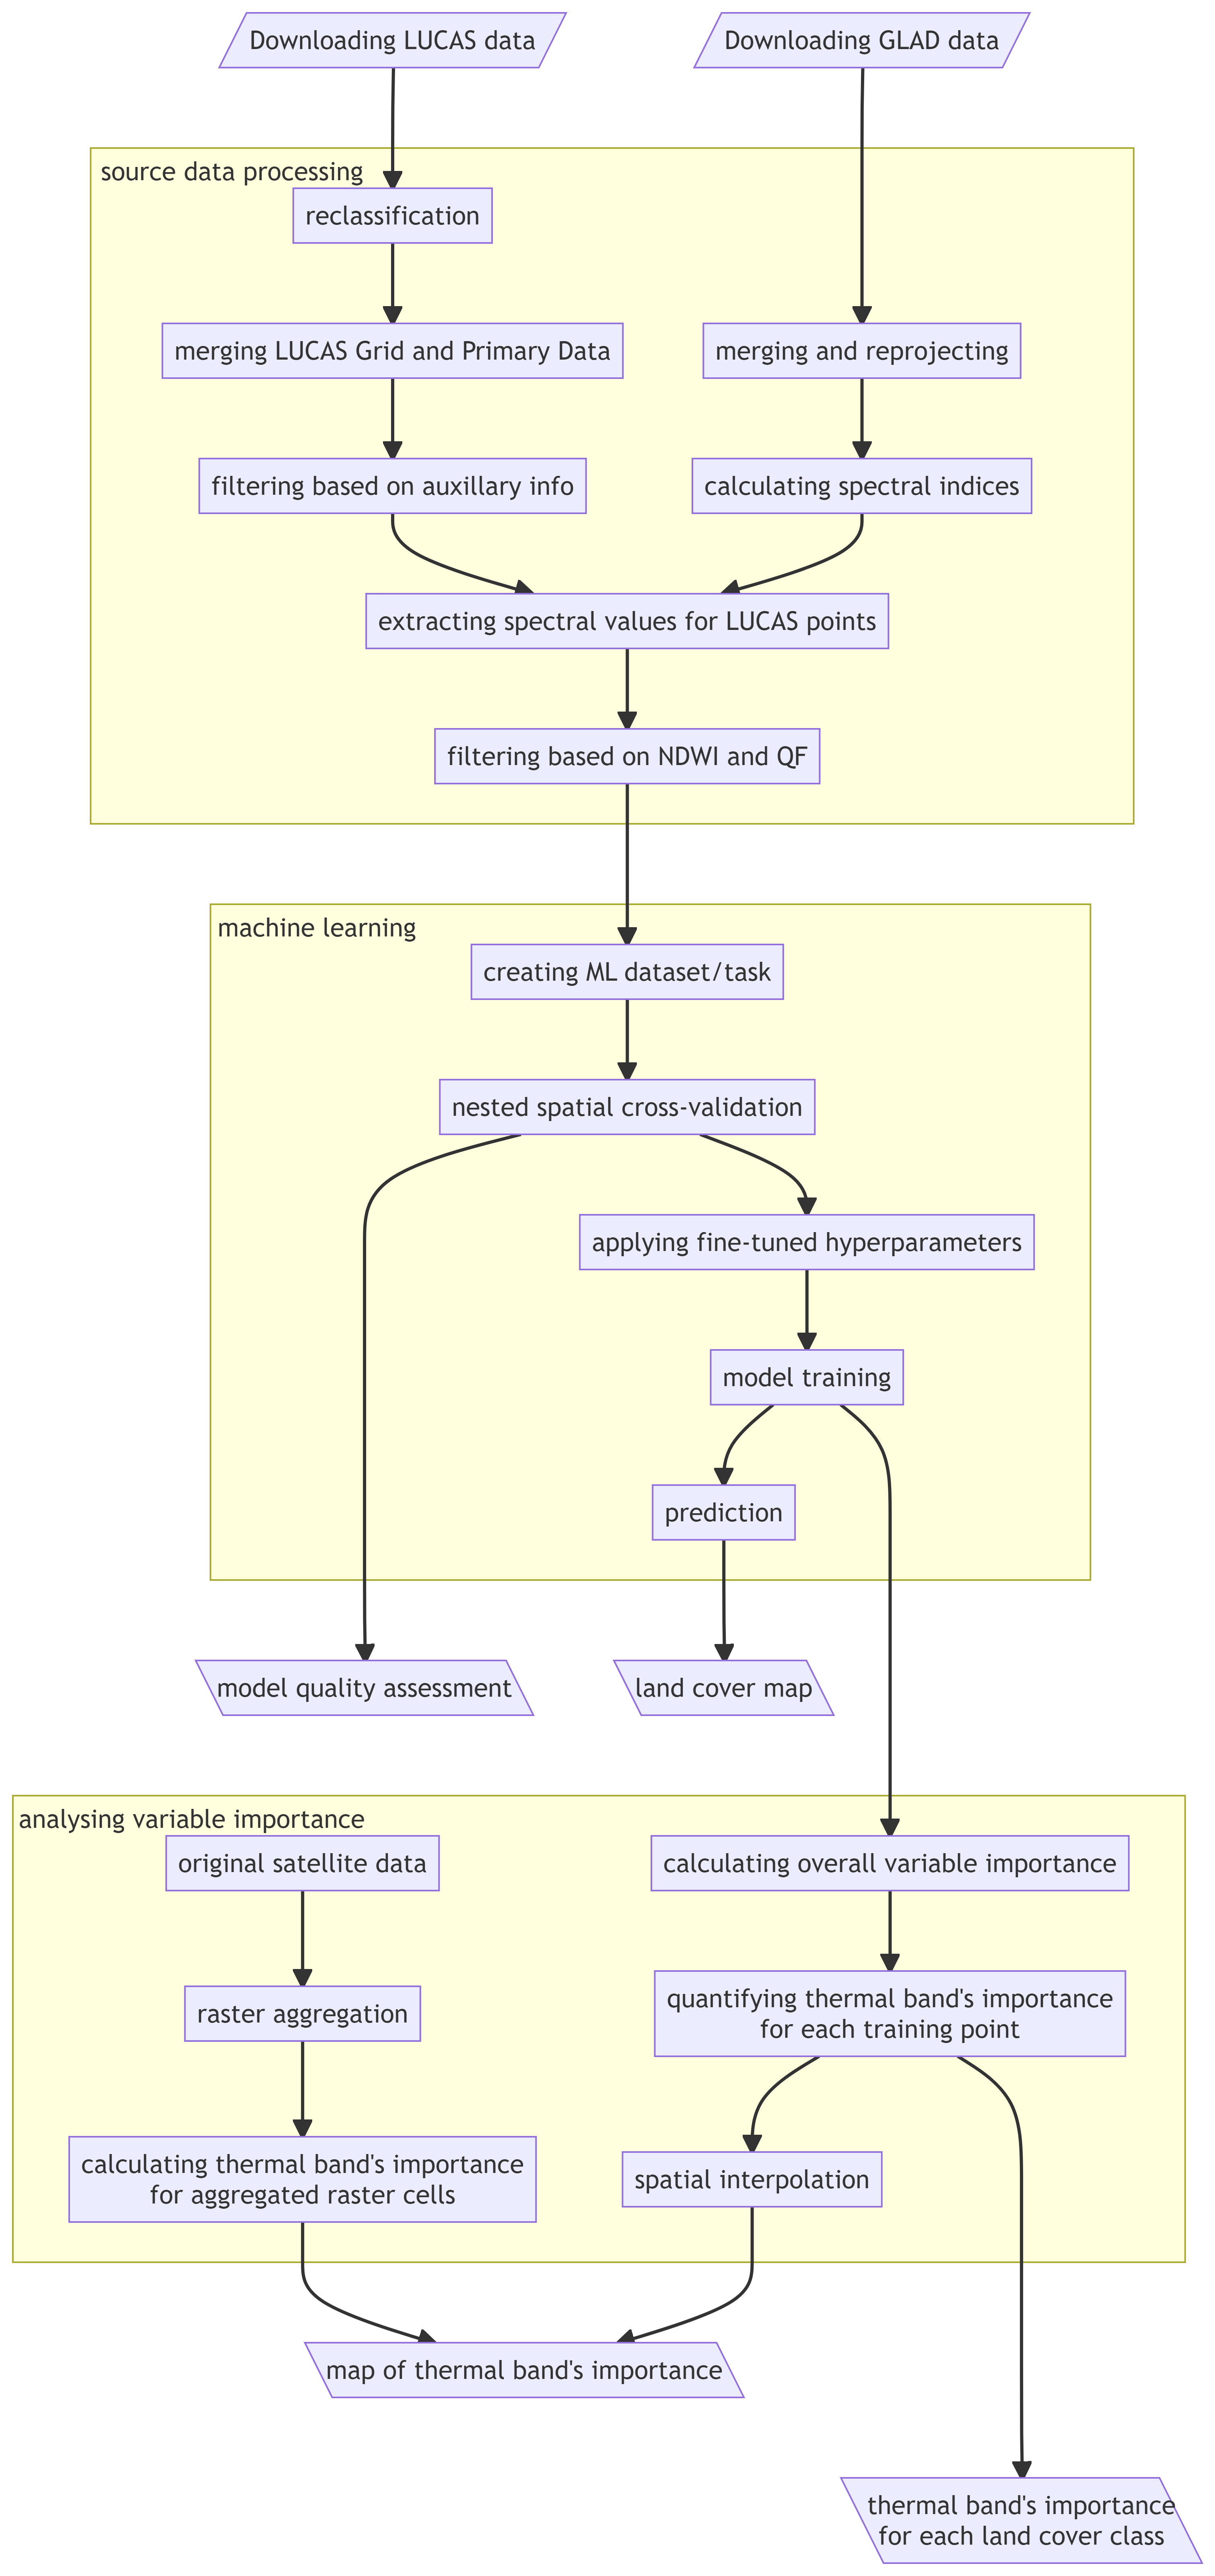 Downloading LUCAS data
Downloading GLAD data
source data processing
reclassification
merging LUCAS Grid and Primary Data
merging and reprojecting
filtering based on auxillary info
calculating spectral indices
extracting spectral values for LUCAS points
filtering based on NDWI and QF
machine learning
creating ML dataset/task
nested spatial cross-validation
applying fine-tuned hyperparameters
model training
prediction
model quality assessment
land cover map
analysing variable importance
original satellite data
calculating overall variable importance
raster aggregation
quantifying thermal band's importance
for each training point
calculating thermal band's importance
for aggregated raster cells
spatial interpolation
map of thermal band's importance
thermal band's importance
for each land cover class